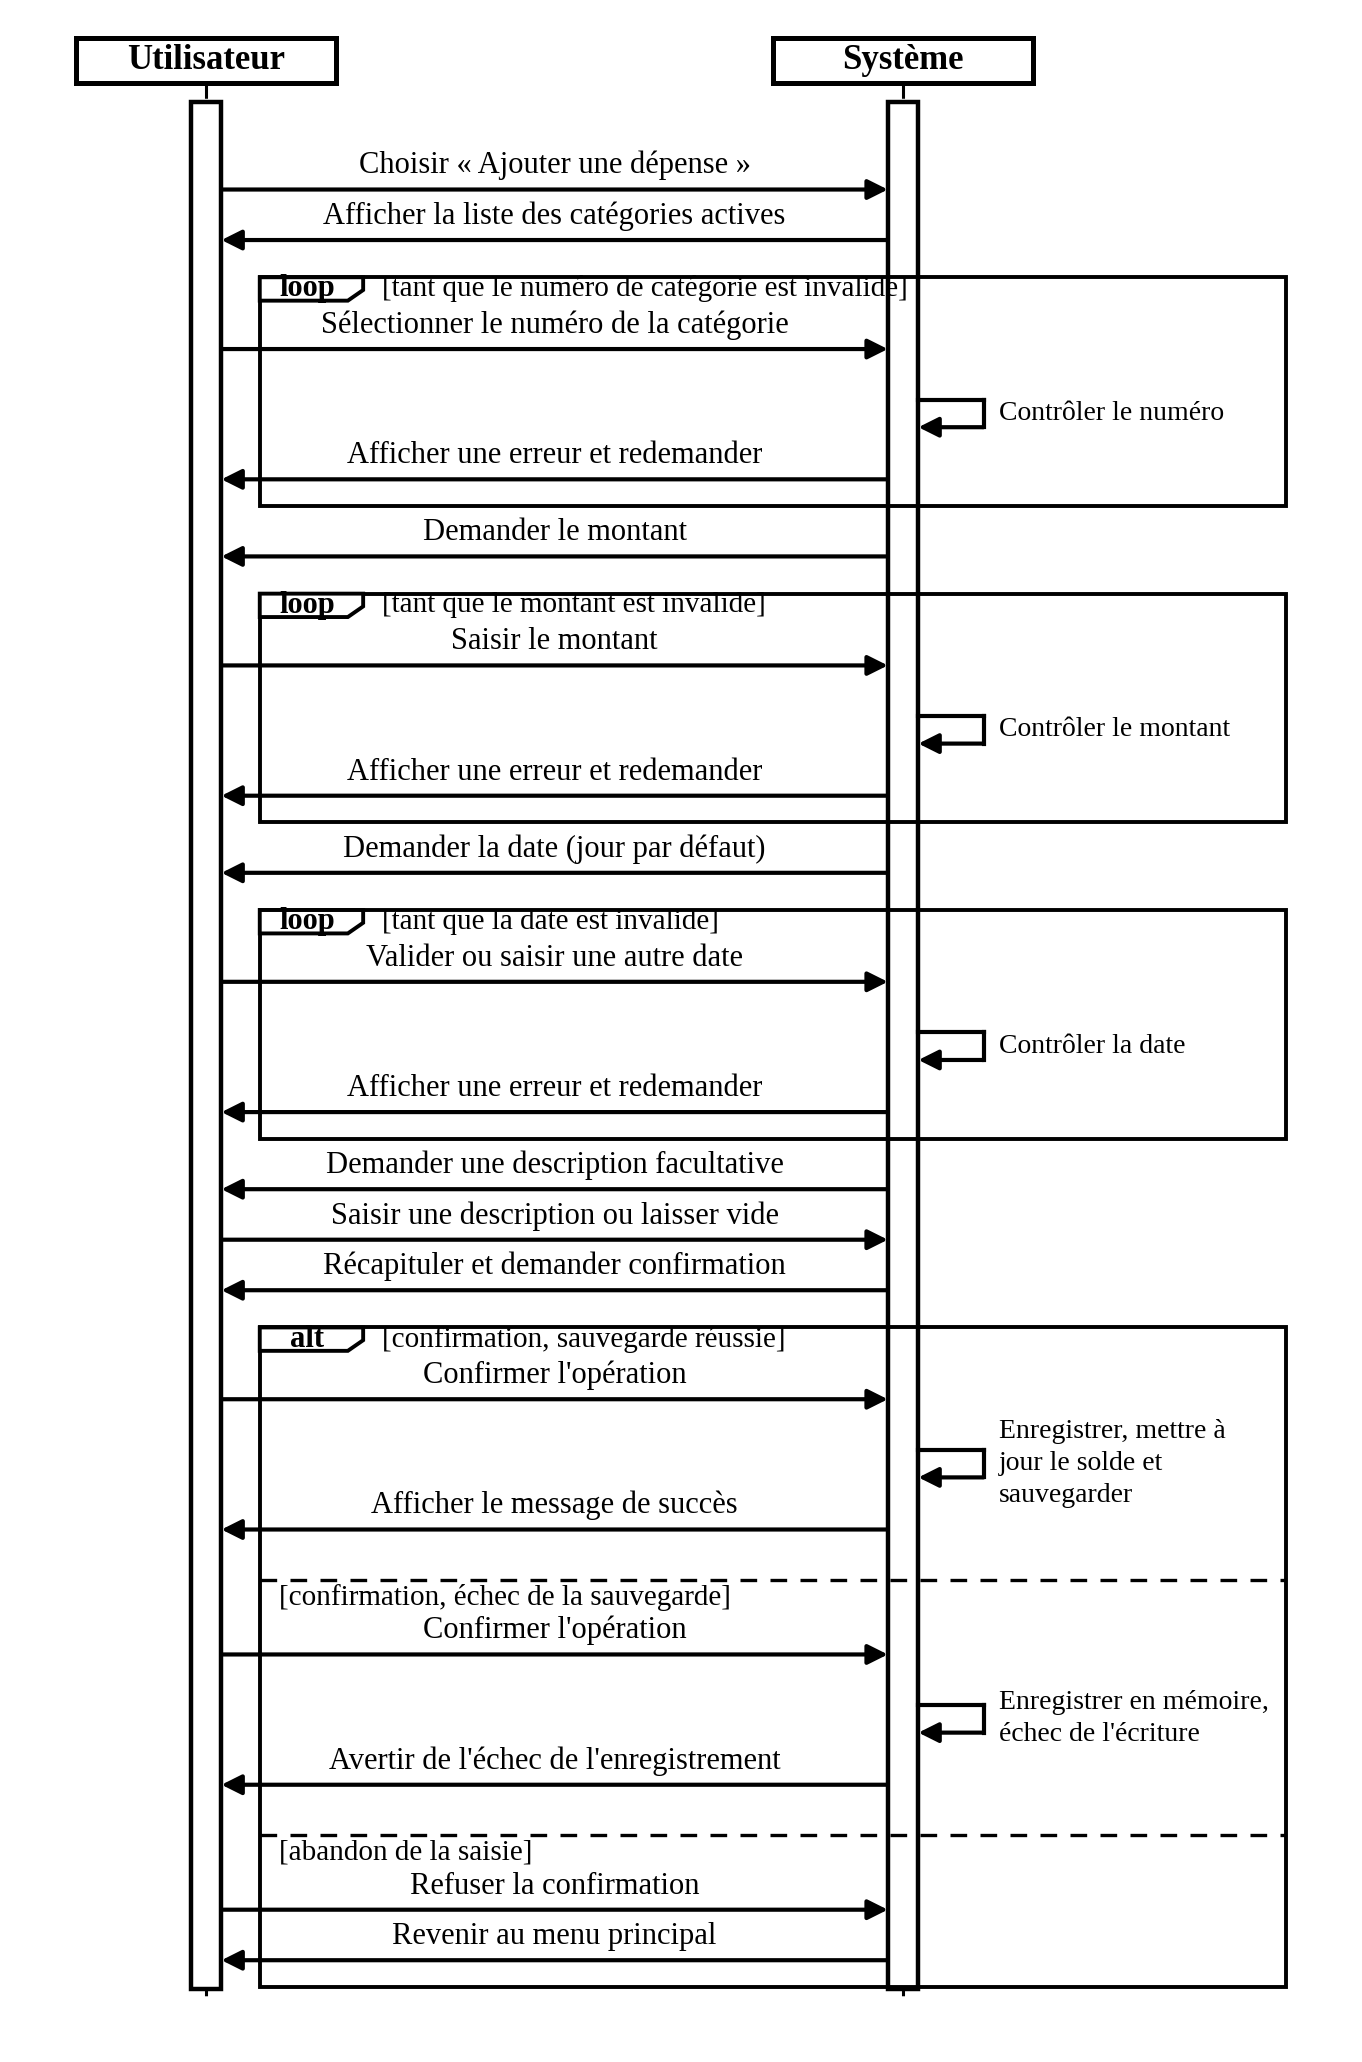 Utilisateur
Système
Choisir « Ajouter une dépense »
Afficher la liste des catégories actives
loop [tant que le numéro de catégorie est invalide]
Sélectionner le numéro de la catégorie
Contrôler le numéro
Afficher une erreur et redemander
Demander le montant
loop [tant que le montant est invalide]
Saisir le montant
Contrôler le montant
Afficher une erreur et redemander
Demander la date (jour par défaut)
loop [tant que la date est invalide]
Valider ou saisir une autre date
Contrôler la date
Afficher une erreur et redemander
Demander une description facultative
Saisir une description ou laisser vide
Récapituler et demander confirmation
alt [confirmation, sauvegarde réussie]
Confirmer l'opération
Enregistrer, mettre à
jour le solde et
sauvegarder
Afficher le message de succès
[confirmation, échec de la sauvegarde]
Confirmer l'opération
Enregistrer en mémoire,
échec de l'écriture
Avertir de l'échec de l'enregistrement
[abandon de la saisie]
Refuser la confirmation
Revenir au menu principal